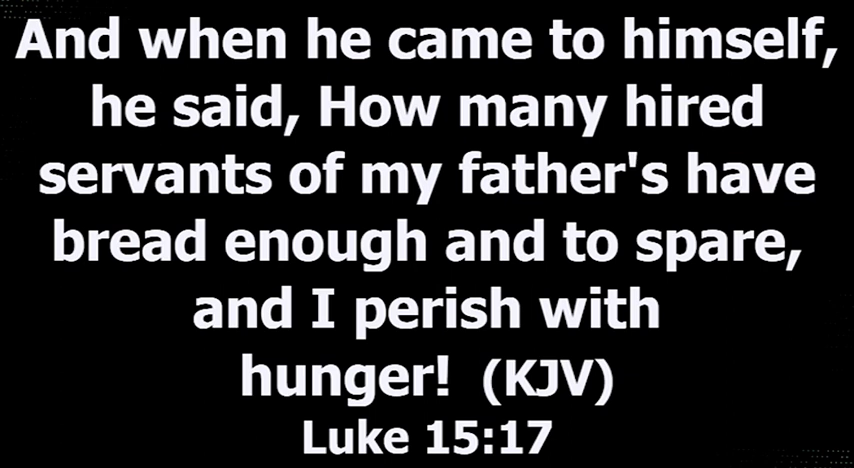 And when he came to himself,
he said, How many hired
servants of my father's have
bread enough and to spare,
and I perish with
hunger!  (KJV)
Luke 15:17